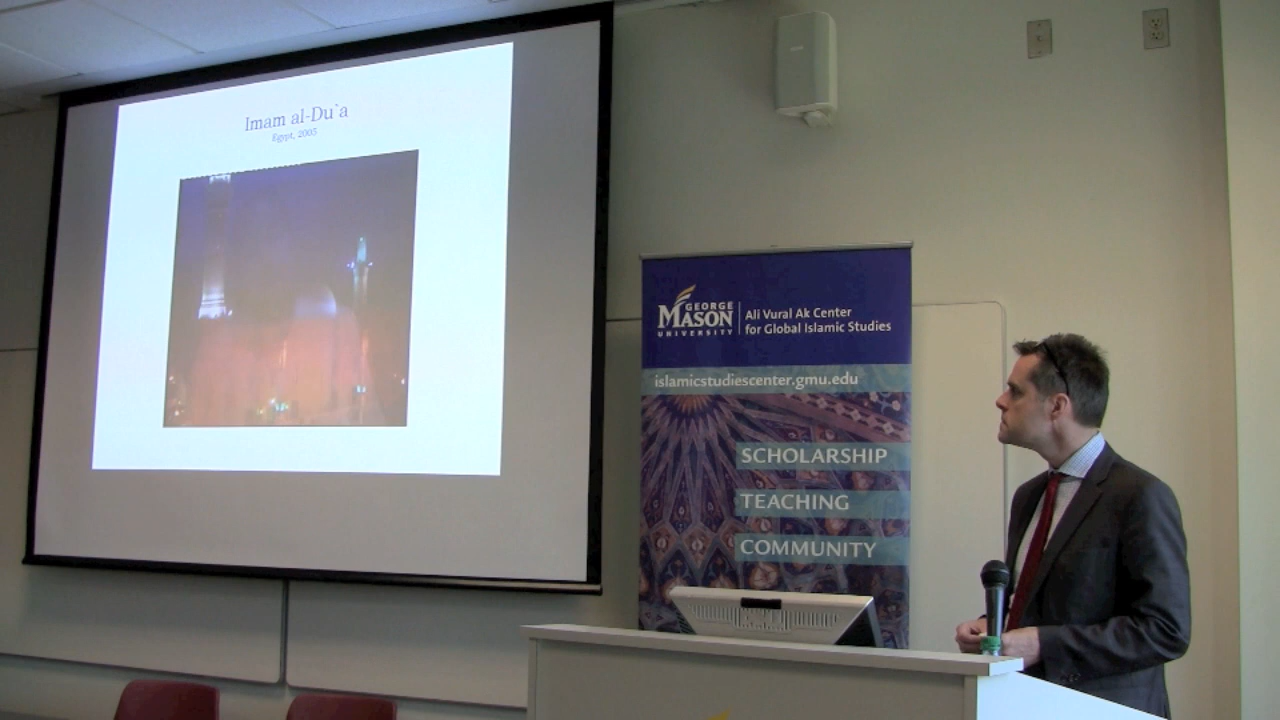 Imam al-Du`a
Egypt, 2005
GEORGE
MASON
UNIVERSITY
Ali Vural Ak Center
for Global Islamic Studies
islamicstudiescenter.gmu.edu
SCHOLARSHIP
TEACHING
COMMUNITY